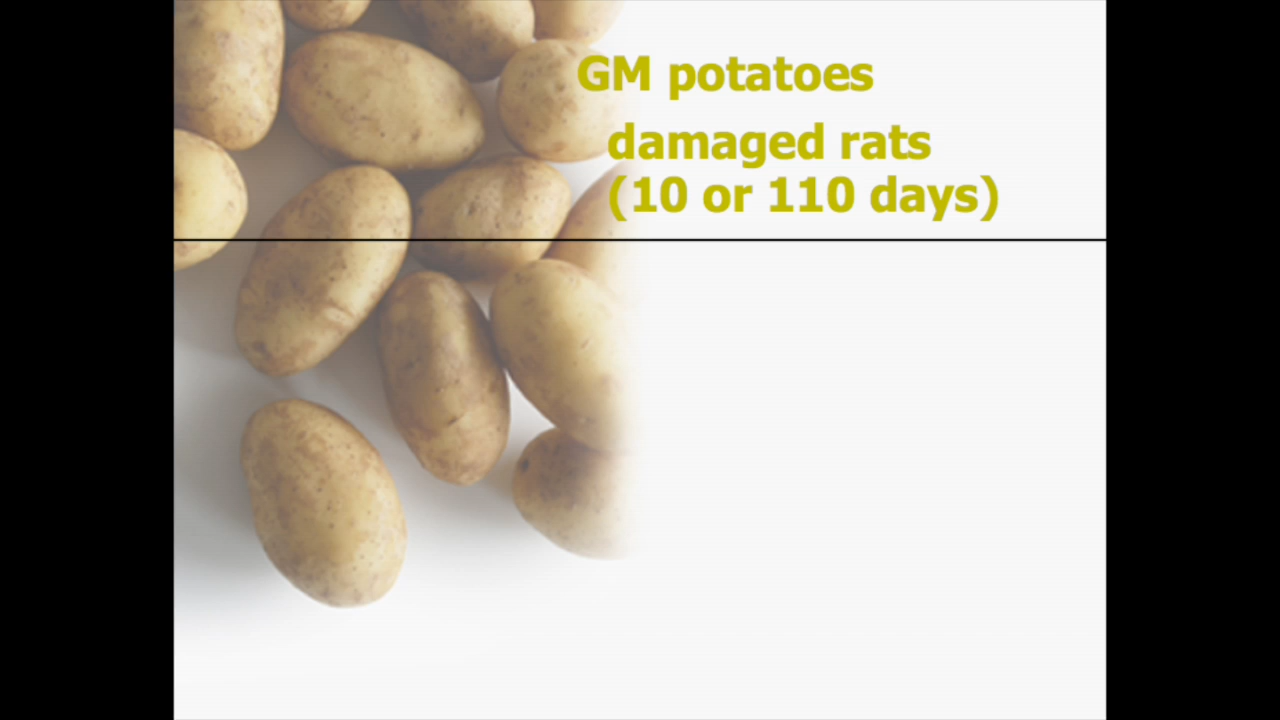 GM potatoes
damaged rats
(10 or 110 days)